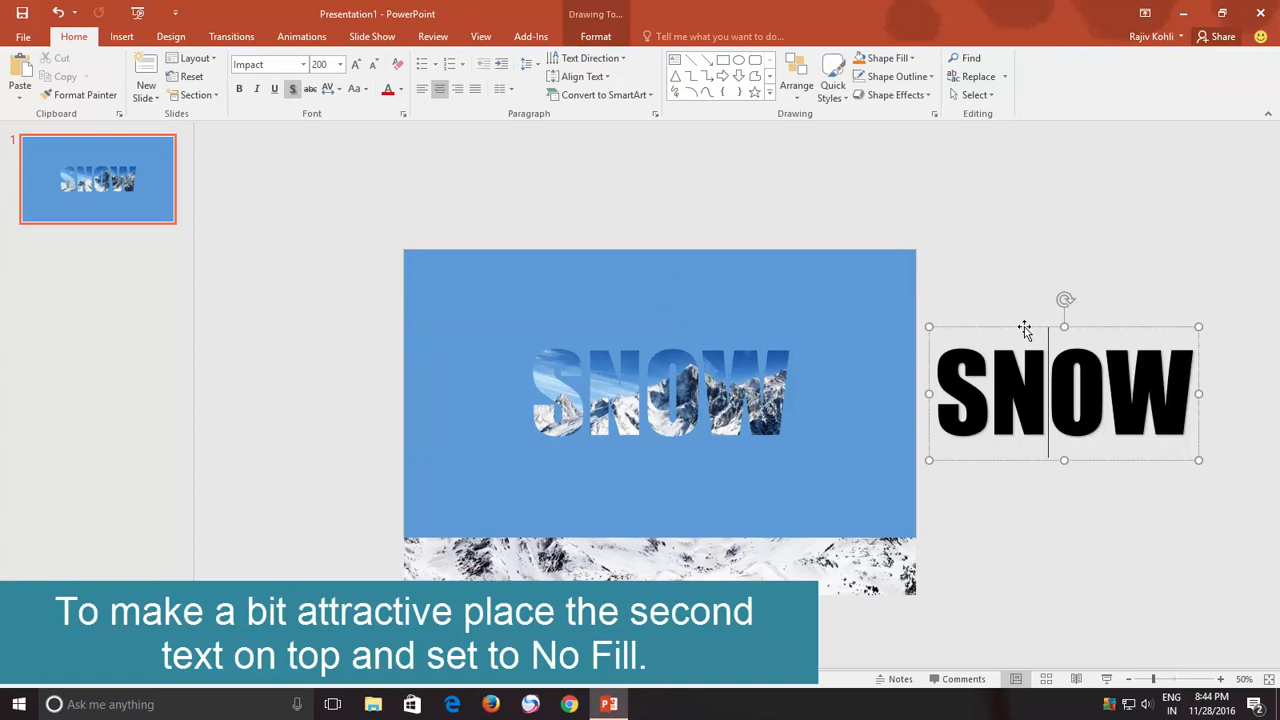 Presentation1 - PowerPoint
Drawing To...
File
Home
Insert
Design
Transitions
Animations
Slide Show
Review
View
Add-Ins
Format
Tell me what you want to do...
Rajiv Kohli
Share
Paste
Cut
Copy
Format Painter
Clipboard
New
Slide
Layout
Reset
Section
Slides
Impact
200
B
I
U
S
abc
AV
Aa
A
Font
Text Direction
Align Text
Convert to SmartArt
Paragraph
Arrange
Quick
Styles
Shape Fill
Shape Outline
Shape Effects
Drawing
Find
Replace
Select
Editing
1
SNOW
SNOW
SNOW
To make a bit attractive place the second
text on top and set to No Fill.
Notes
Comments
50%
Ask me anything
ENG
IN
8:44 PM
11/28/2016